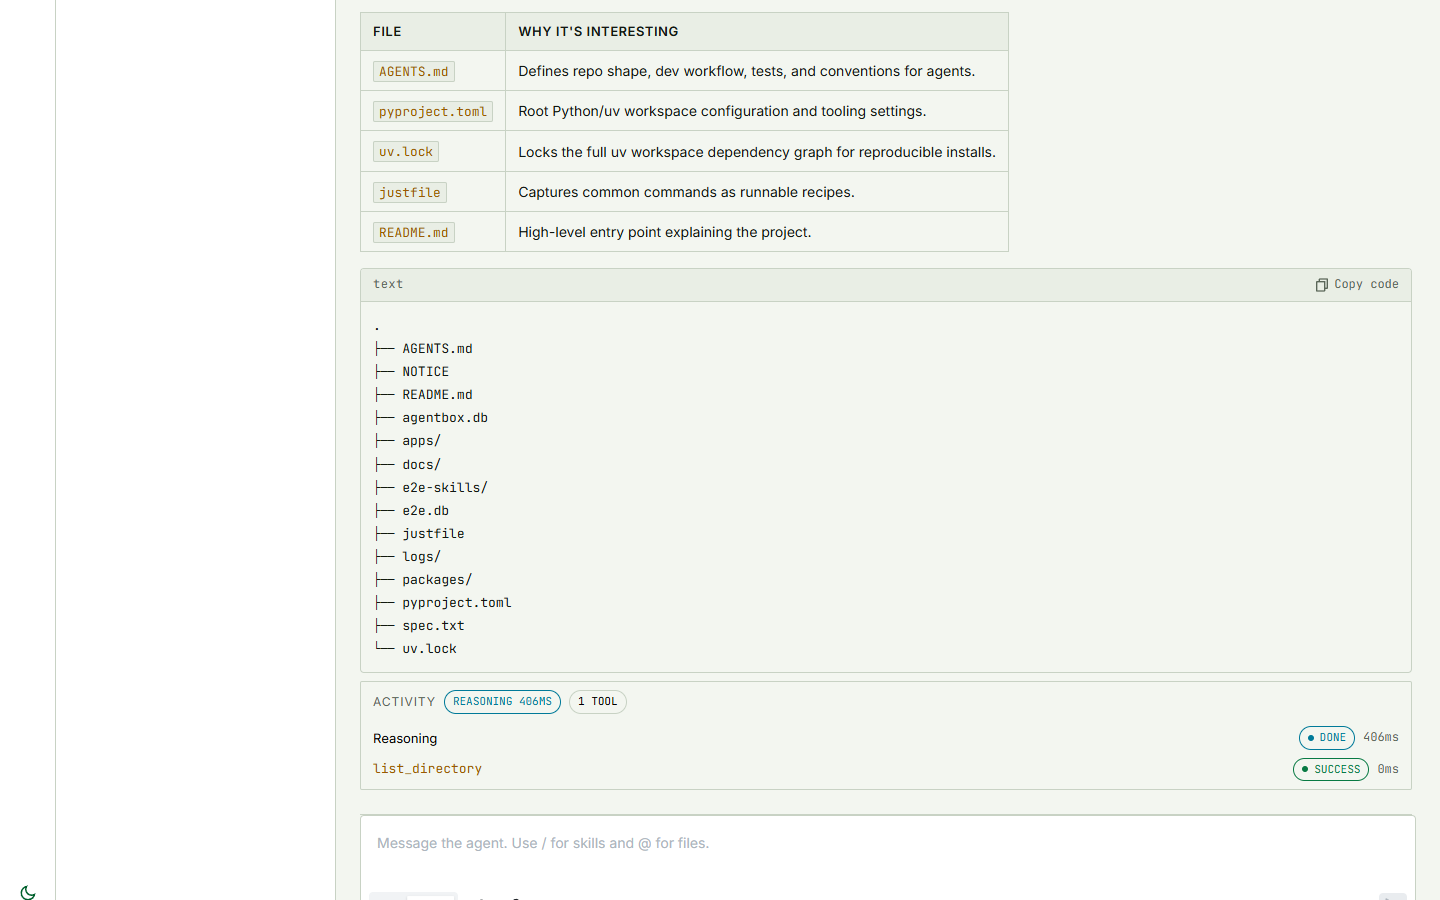 FILE WHY IT'S INTERESTING
AGENTS.md Defines repo shape, dev workflow, tests, and conventions for agents.
pyproject.toml Root Python/uv workspace configuration and tooling settings.
uv.lock Locks the full uv workspace dependency graph for reproducible installs.
justfile Captures common commands as runnable recipes.
README.md High-level entry point explaining the project.
text Copy code
.
├── AGENTS.md
├── NOTICE
├── README.md
├── agentbox.db
├── apps/
├── docs/
├── e2e-skills/
├── e2e.db
├── justfile
├── logs/
├── packages/
├── pyproject.toml
├── spec.txt
└── uv.lock
ACTIVITY REASONING 406MS 1 TOOL
Reasoning DONE 406ms
list_directory SUCCESS 0ms
Message the agent. Use / for skills and @ for files.